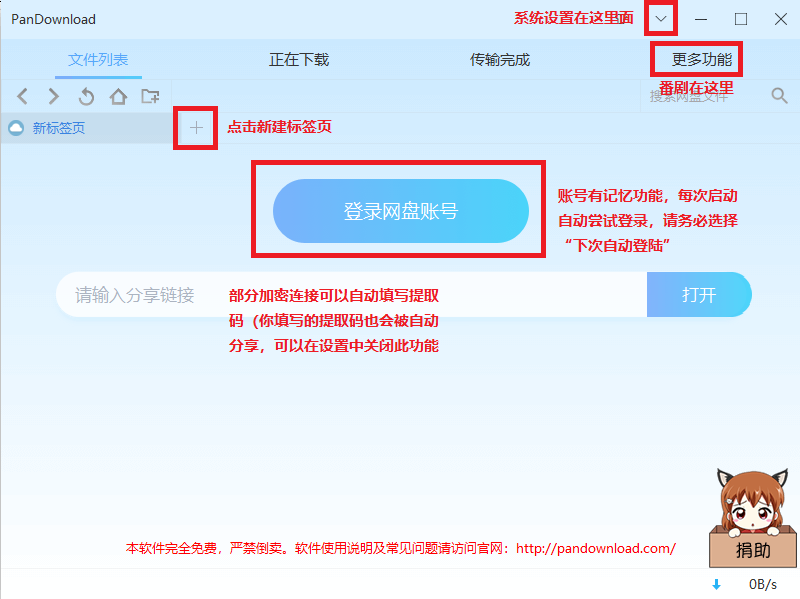 PanDownload
系统设置在这里面
文件列表
正在下载
传输完成
更多功能
番剧在这里
搜索网盘文件
新标签页
点击新建标签页
登录网盘账号
账号有记忆功能，每次启动
自动尝试登录，请务必选择
“下次自动登陆”
请输入分享链接
部分加密连接可以自动填写提取
码（你填写的提取码也会被自动
分享，可以在设置中关闭此功能
打开
捐助
本软件完全免费，严禁倒卖。软件使用说明及常见问题请访问官网：http://pandownload.com/
0B/s